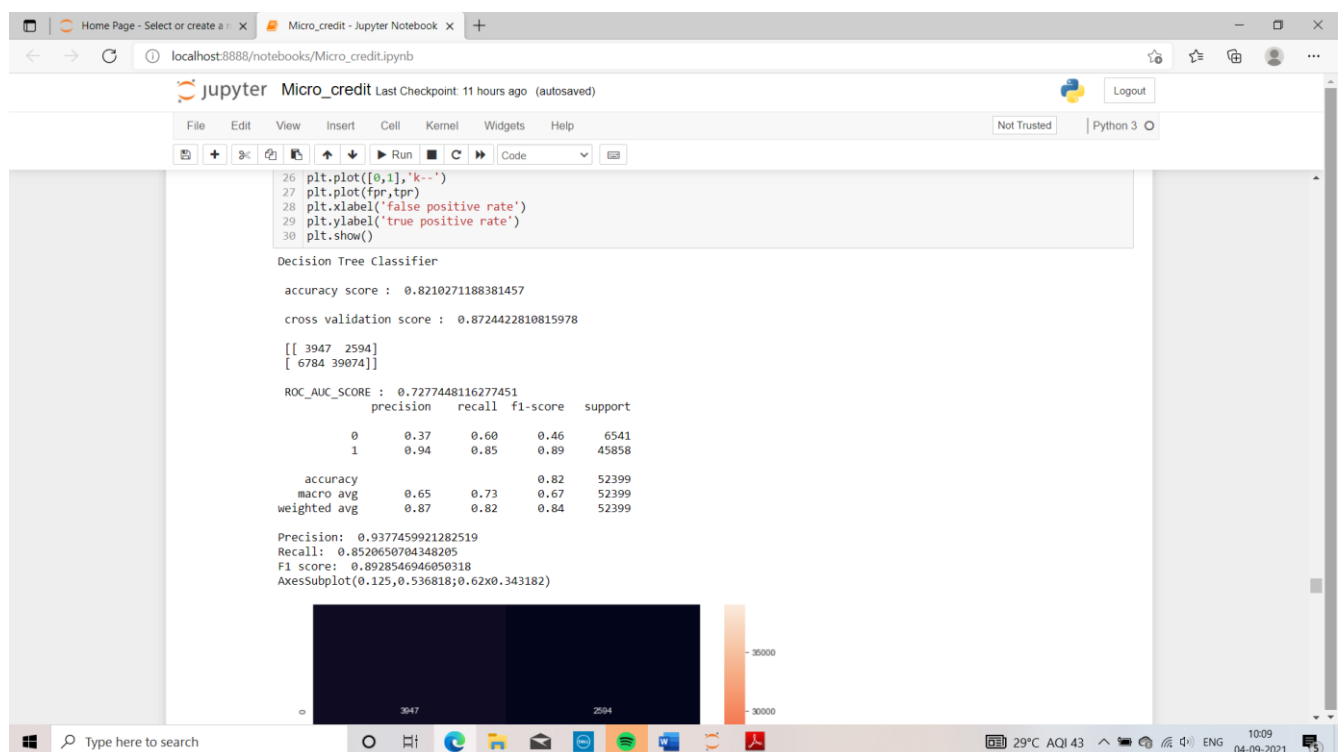 Home Page - Select or create a n
Micro_credit - Jupyter Notebook
localhost:8888/notebooks/Micro_credit.ipynb
jupyter Micro_credit Last Checkpoint: 11 hours ago (autosaved)
Logout
File Edit View Insert Cell Kernel Widgets Help
Not Trusted Python 3
Run Code
26 plt.plot([0,1],'k--')
27 plt.plot(fpr,tpr)
28 plt.xlabel('false positive rate')
29 plt.ylabel('true positive rate')
30 plt.show()
Decision Tree Classifier
accuracy score : 0.8210271188381457
cross validation score : 0.8724422810815978
[[ 3947 2594]
[ 6784 39074]]
ROC_AUC_SCORE : 0.7277448116277451
precision recall f1-score support
0 0.37 0.60 0.46 6541
1 0.94 0.85 0.89 45858
accuracy 0.82 52399
macro avg 0.65 0.73 0.67 52399
weighted avg 0.87 0.82 0.84 52399
Precision: 0.9377459921282519
Recall: 0.8520650704348205
F1 score: 0.8928546946050318
AxesSubplot(0.125,0.536818;0.62x0.343182)
35000
0 3947 2594 30000
Type here to search
29°C AQI 43 ENG 10:09
04-09-2021